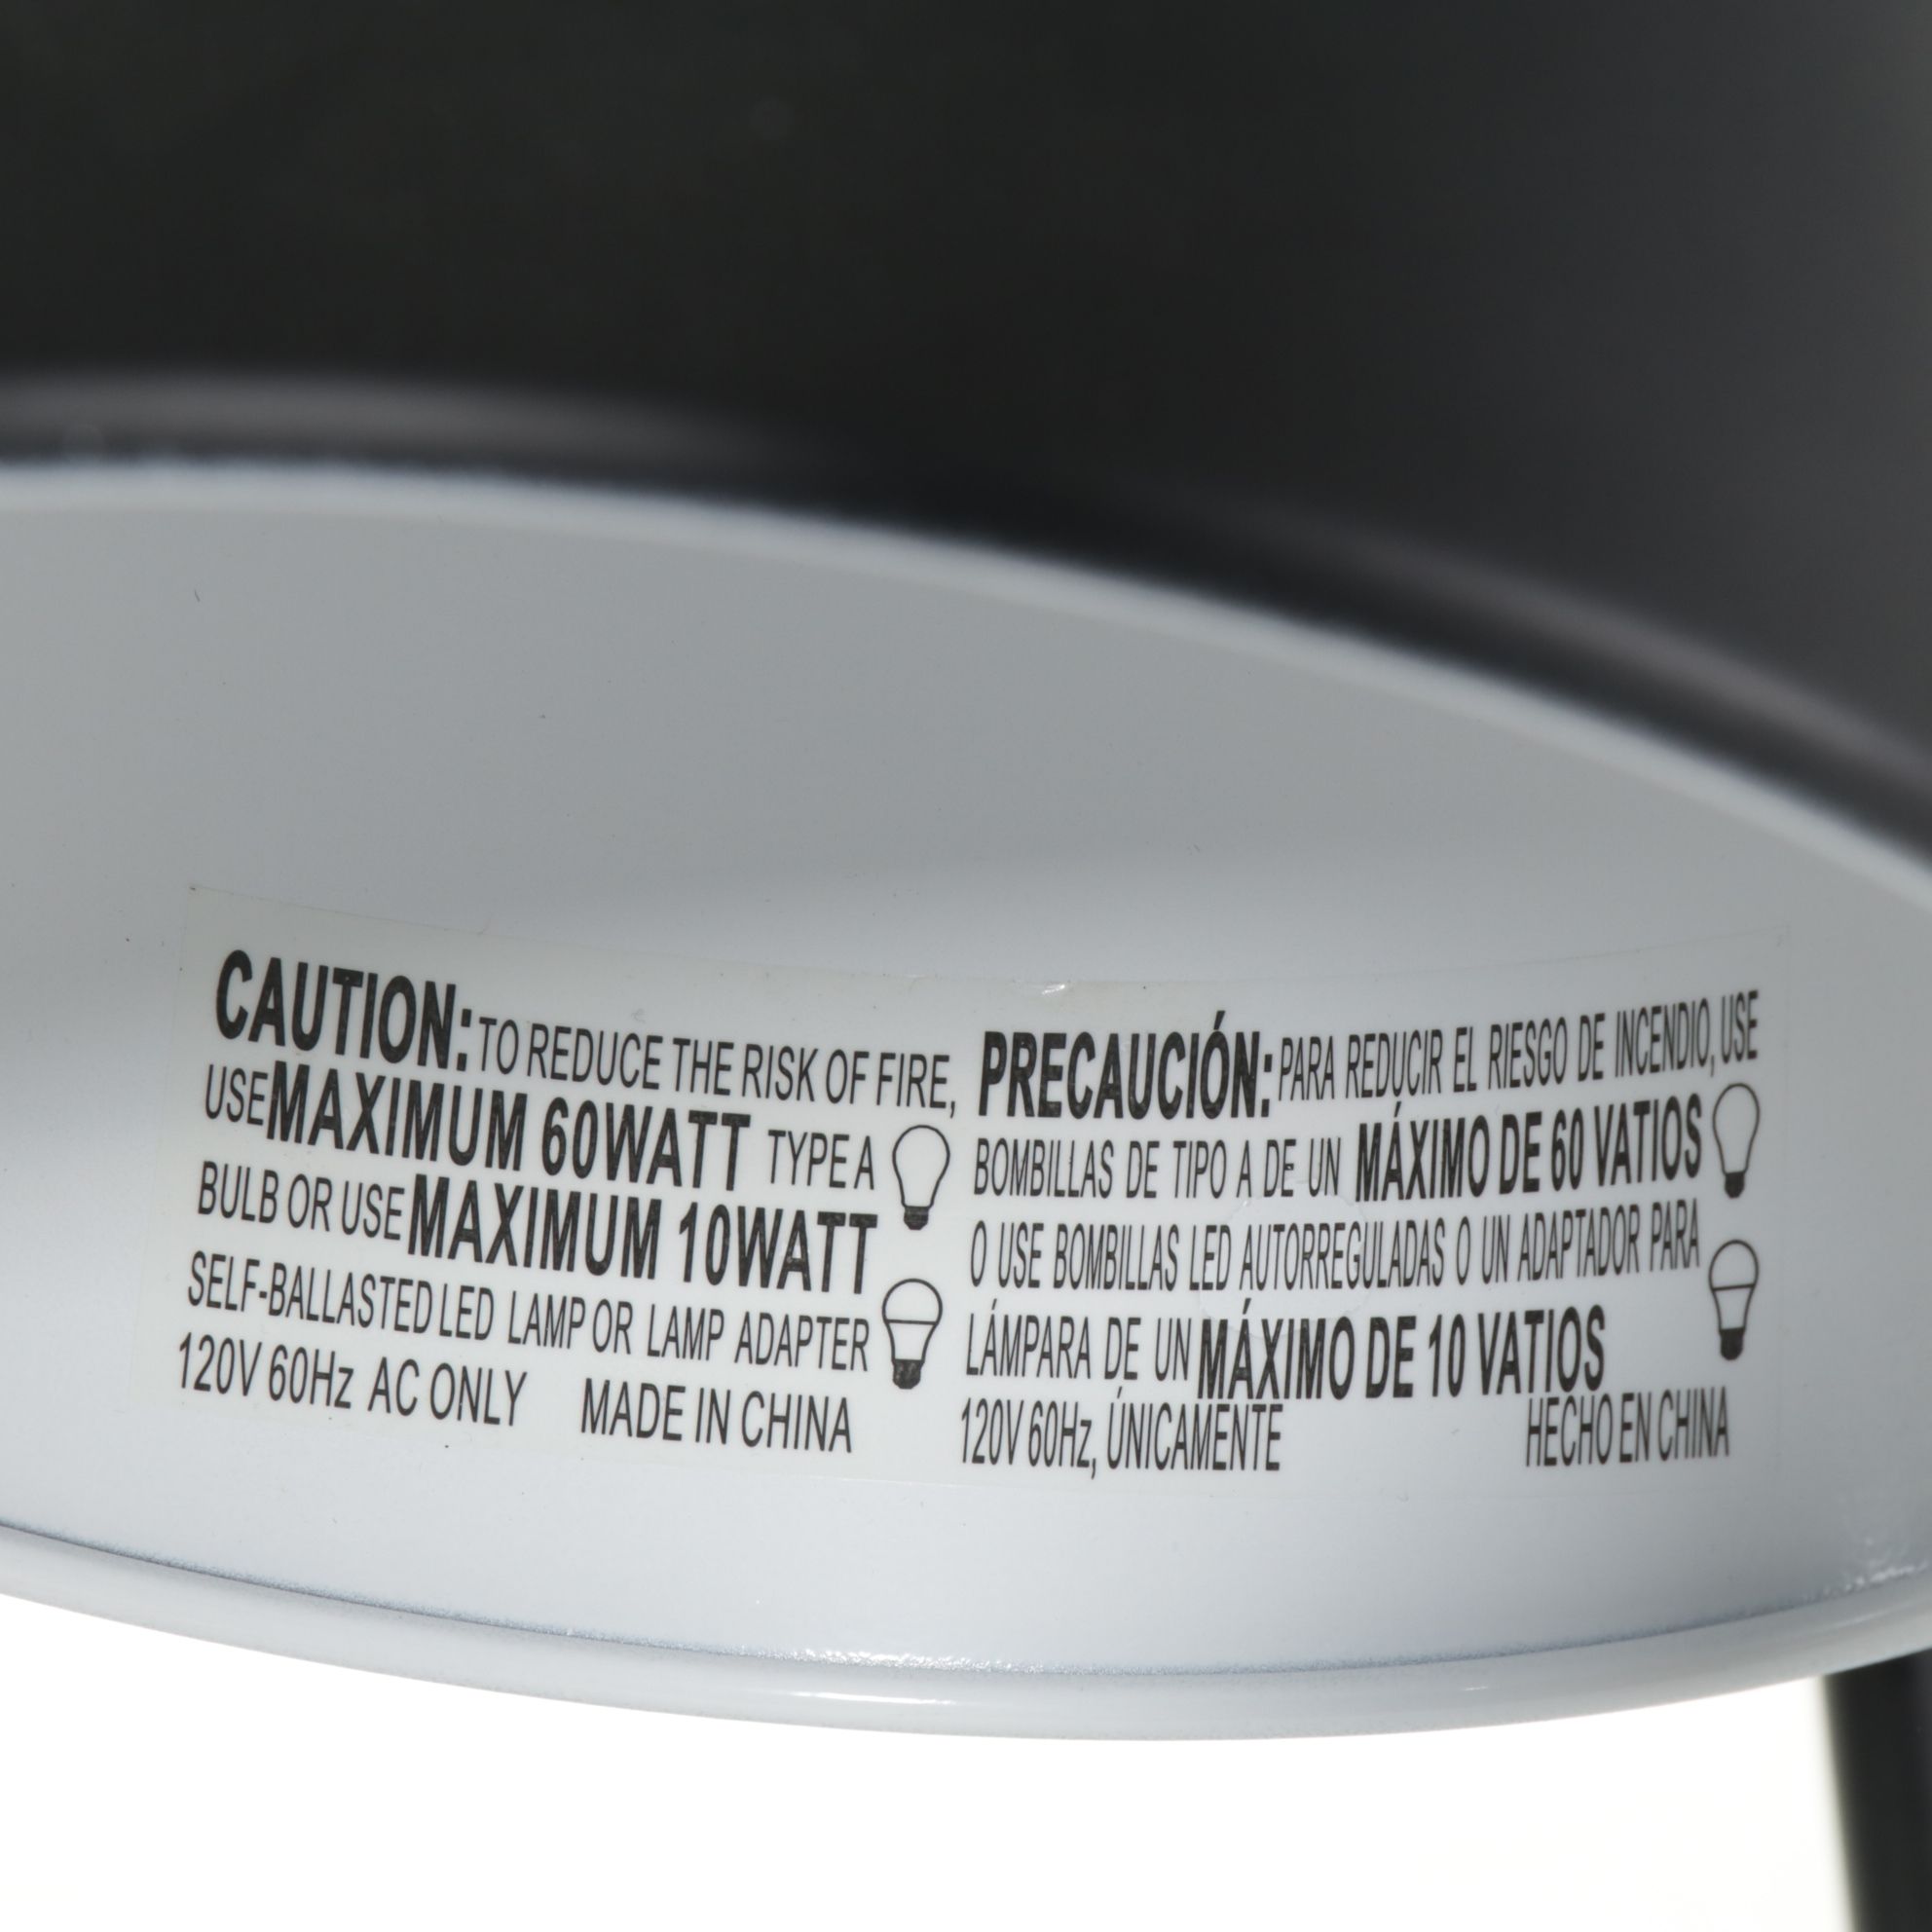 CAUTION: TO REDUCE THE RISK OF FIRE,
USE MAXIMUM 60WATT TYPE A
BULB OR USE MAXIMUM 10WATT
SELF-BALLASTED LED LAMP OR LAMP ADAPTER
120V 60Hz AC ONLY MADE IN CHINA
PRECAUCIÓN: PARA REDUCIR EL RIESGO DE INCENDIO, USE
BOMBILLAS DE TIPO A DE UN MÁXIMO DE 60 VATIOS
O USE BOMBILLAS LED AUTORREGULADAS O UN ADAPTADOR PARA
LÁMPARA DE UN MÁXIMO DE 10 VATIOS
120V 60Hz, ÚNICAMENTE HECHO EN CHINA